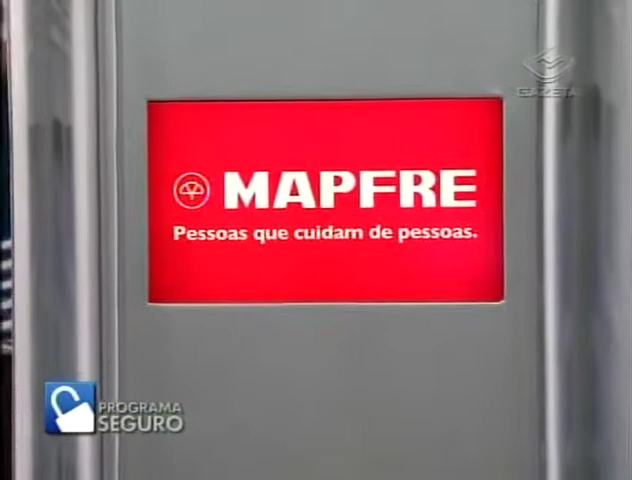 GAZETA
MAPFRE
Pessoas que cuidam de pessoas.
PROGRAMA
SEGURO